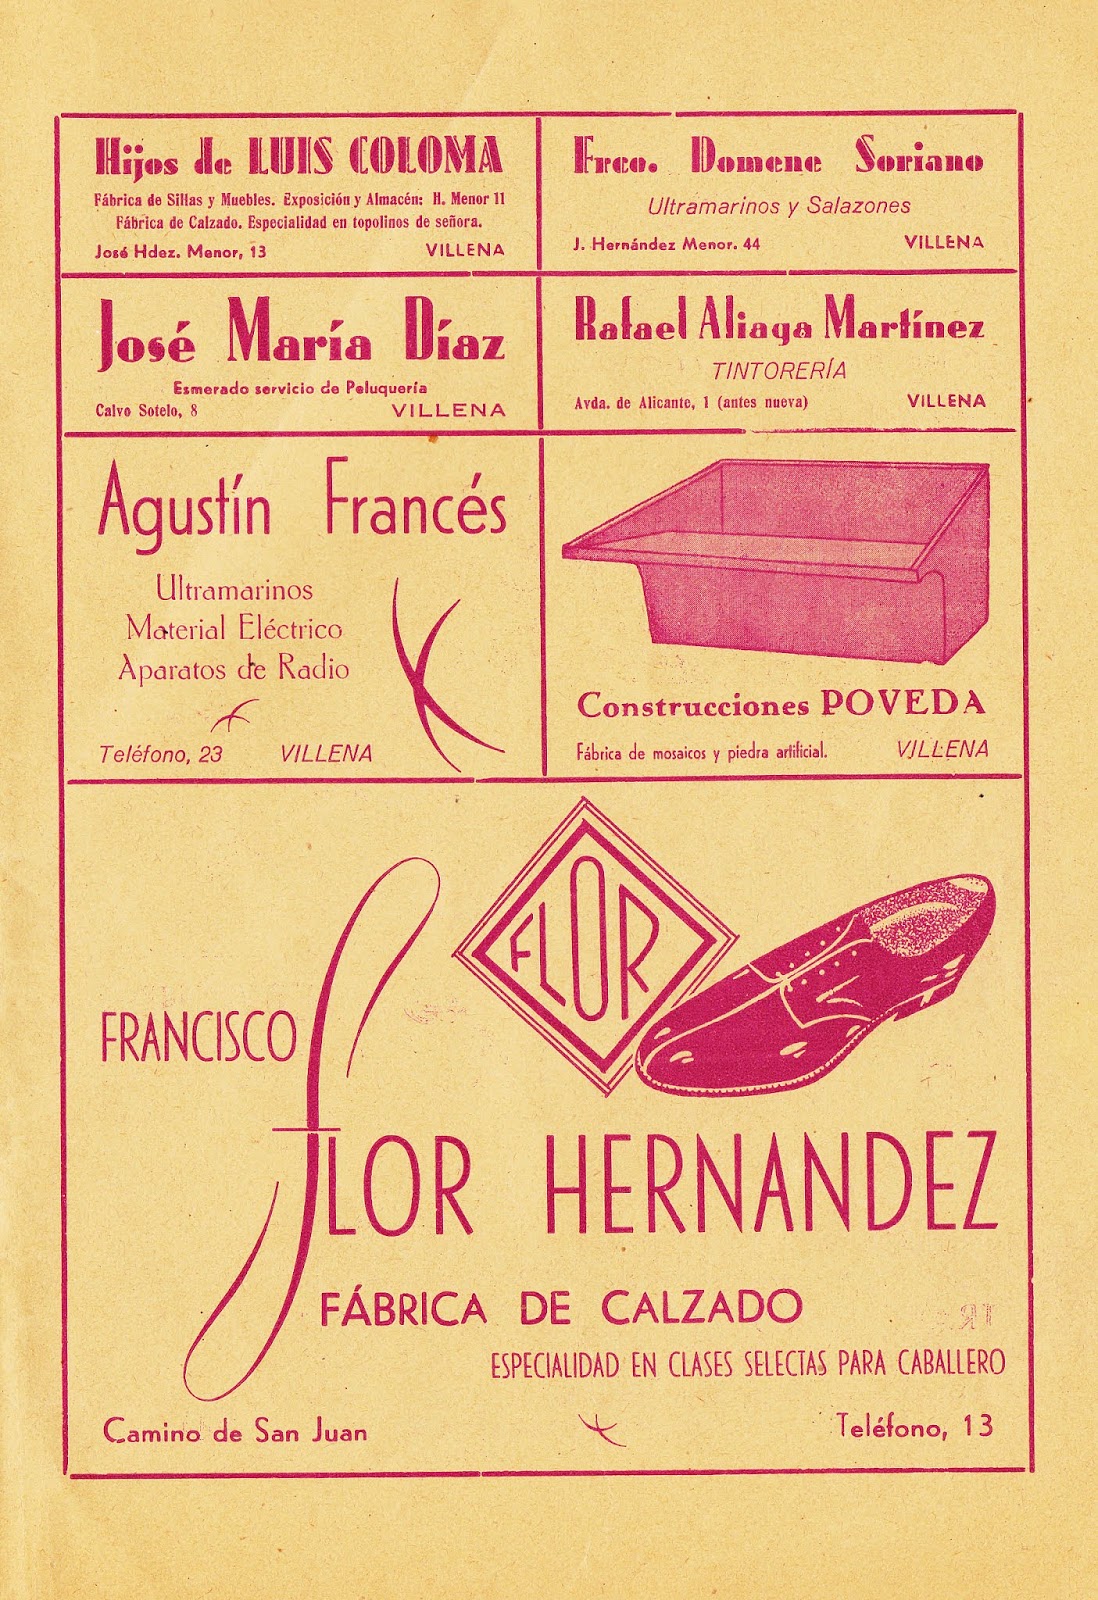 Hijos de LUIS COLOMA
Fábrica de Sillas y Muebles. Exposición y Almacén: H. Menor 11
Fábrica de Calzado. Especialidad en topolinos de señora.
José Hdez. Menor, 13 VILLENA
Frco. Domene Soriano
Ultramarinos y Salazones
J. Hernández Menor. 44 VILLENA
José María Díaz
Esmerado servicio de Peluquería
Calvo Sotelo, 8 VILLENA
Rafael Aliaga Martínez
TINTORERÍA
Avda. de Alicante, 1 (antes nueva) VILLENA
Agustín Francés
Ultramarinos
Material Eléctrico
Aparatos de Radio
Teléfono, 23 VILLENA
Construcciones POVEDA
Fábrica de mosaicos y piedra artificial. VILLENA
FLOR
FRANCISCO
FLOR HERNANDEZ
FÁBRICA DE CALZADO
ESPECIALIDAD EN CLASES SELECTAS PARA CABALLERO
Camino de San Juan Teléfono, 13